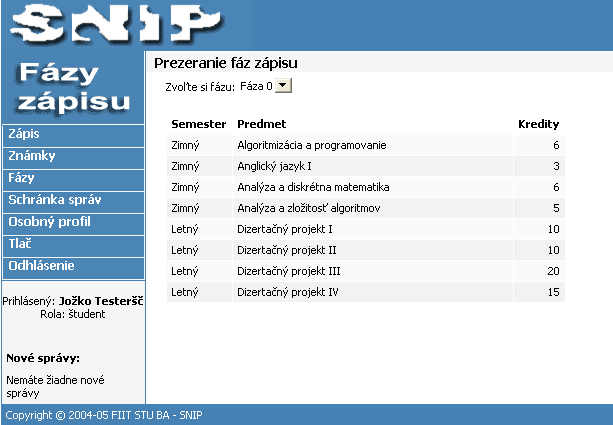 SNIP
Fázy
zápisu
Zápis
Známky
Fázy
Schránka správ
Osobný profil
Tlač
Odhlásenie
Prihlásený: Jožko Testeršč
Rola: študent
Nové správy:
Nemáte žiadne nové
správy
Prezeranie fáz zápisu
Zvoľte si fázu: Fáza 0
Semester Predmet Kredity
Zimný Algoritmizácia a programovanie 6
Zimný Anglický jazyk I 3
Zimný Analýza a diskrétna matematika 6
Zimný Analýza a zložitosť algoritmov 5
Letný Dizertačný projekt I 10
Letný Dizertačný projekt II 10
Letný Dizertačný projekt III 20
Letný Dizertačný projekt IV 15
Copyright © 2004-05 FIIT STU BA - SNIP